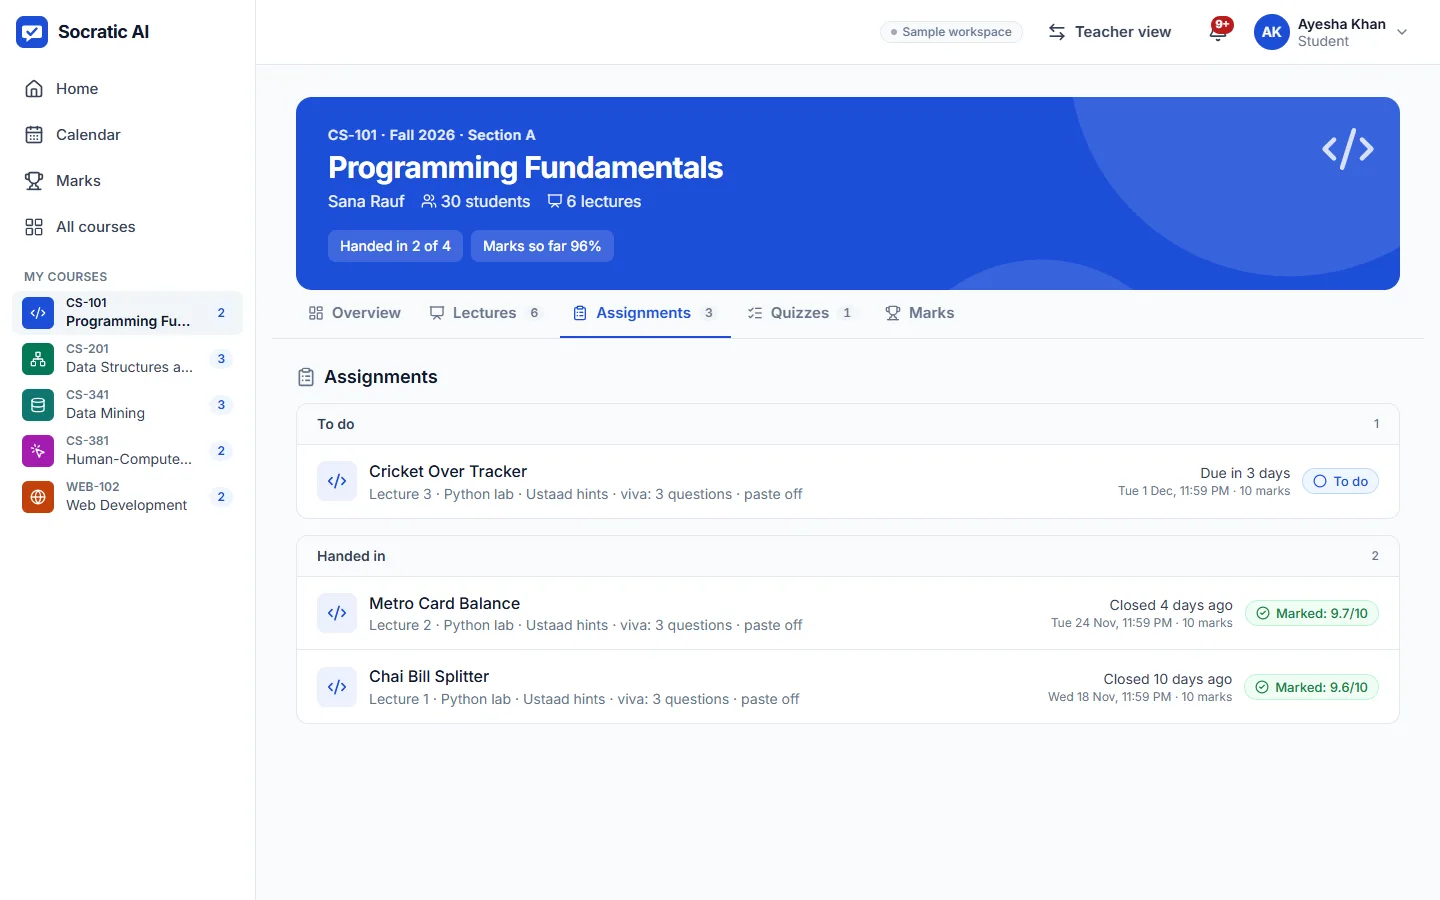 Socratic AI
Sample workspace
Teacher view
9+
AK
Ayesha Khan
Student
Home
Calendar
Marks
All courses
MY COURSES
CS-101
Programming Fu...
2
CS-201
Data Structures a...
3
CS-341
Data Mining
3
CS-381
Human-Compute...
2
WEB-102
Web Development
2
CS-101 · Fall 2026 · Section A
Programming Fundamentals
Sana Rauf 30 students 6 lectures
Handed in 2 of 4 Marks so far 96%
Overview Lectures 6 Assignments 3 Quizzes 1 Marks
Assignments
To do 1
Cricket Over Tracker
Lecture 3 · Python lab · Ustaad hints · viva: 3 questions · paste off
Due in 3 days
Tue 1 Dec, 11:59 PM · 10 marks
To do
Handed in 2
Metro Card Balance
Lecture 2 · Python lab · Ustaad hints · viva: 3 questions · paste off
Closed 4 days ago
Tue 24 Nov, 11:59 PM · 10 marks
Marked: 9.7/10
Chai Bill Splitter
Lecture 1 · Python lab · Ustaad hints · viva: 3 questions · paste off
Closed 10 days ago
Wed 18 Nov, 11:59 PM · 10 marks
Marked: 9.6/10